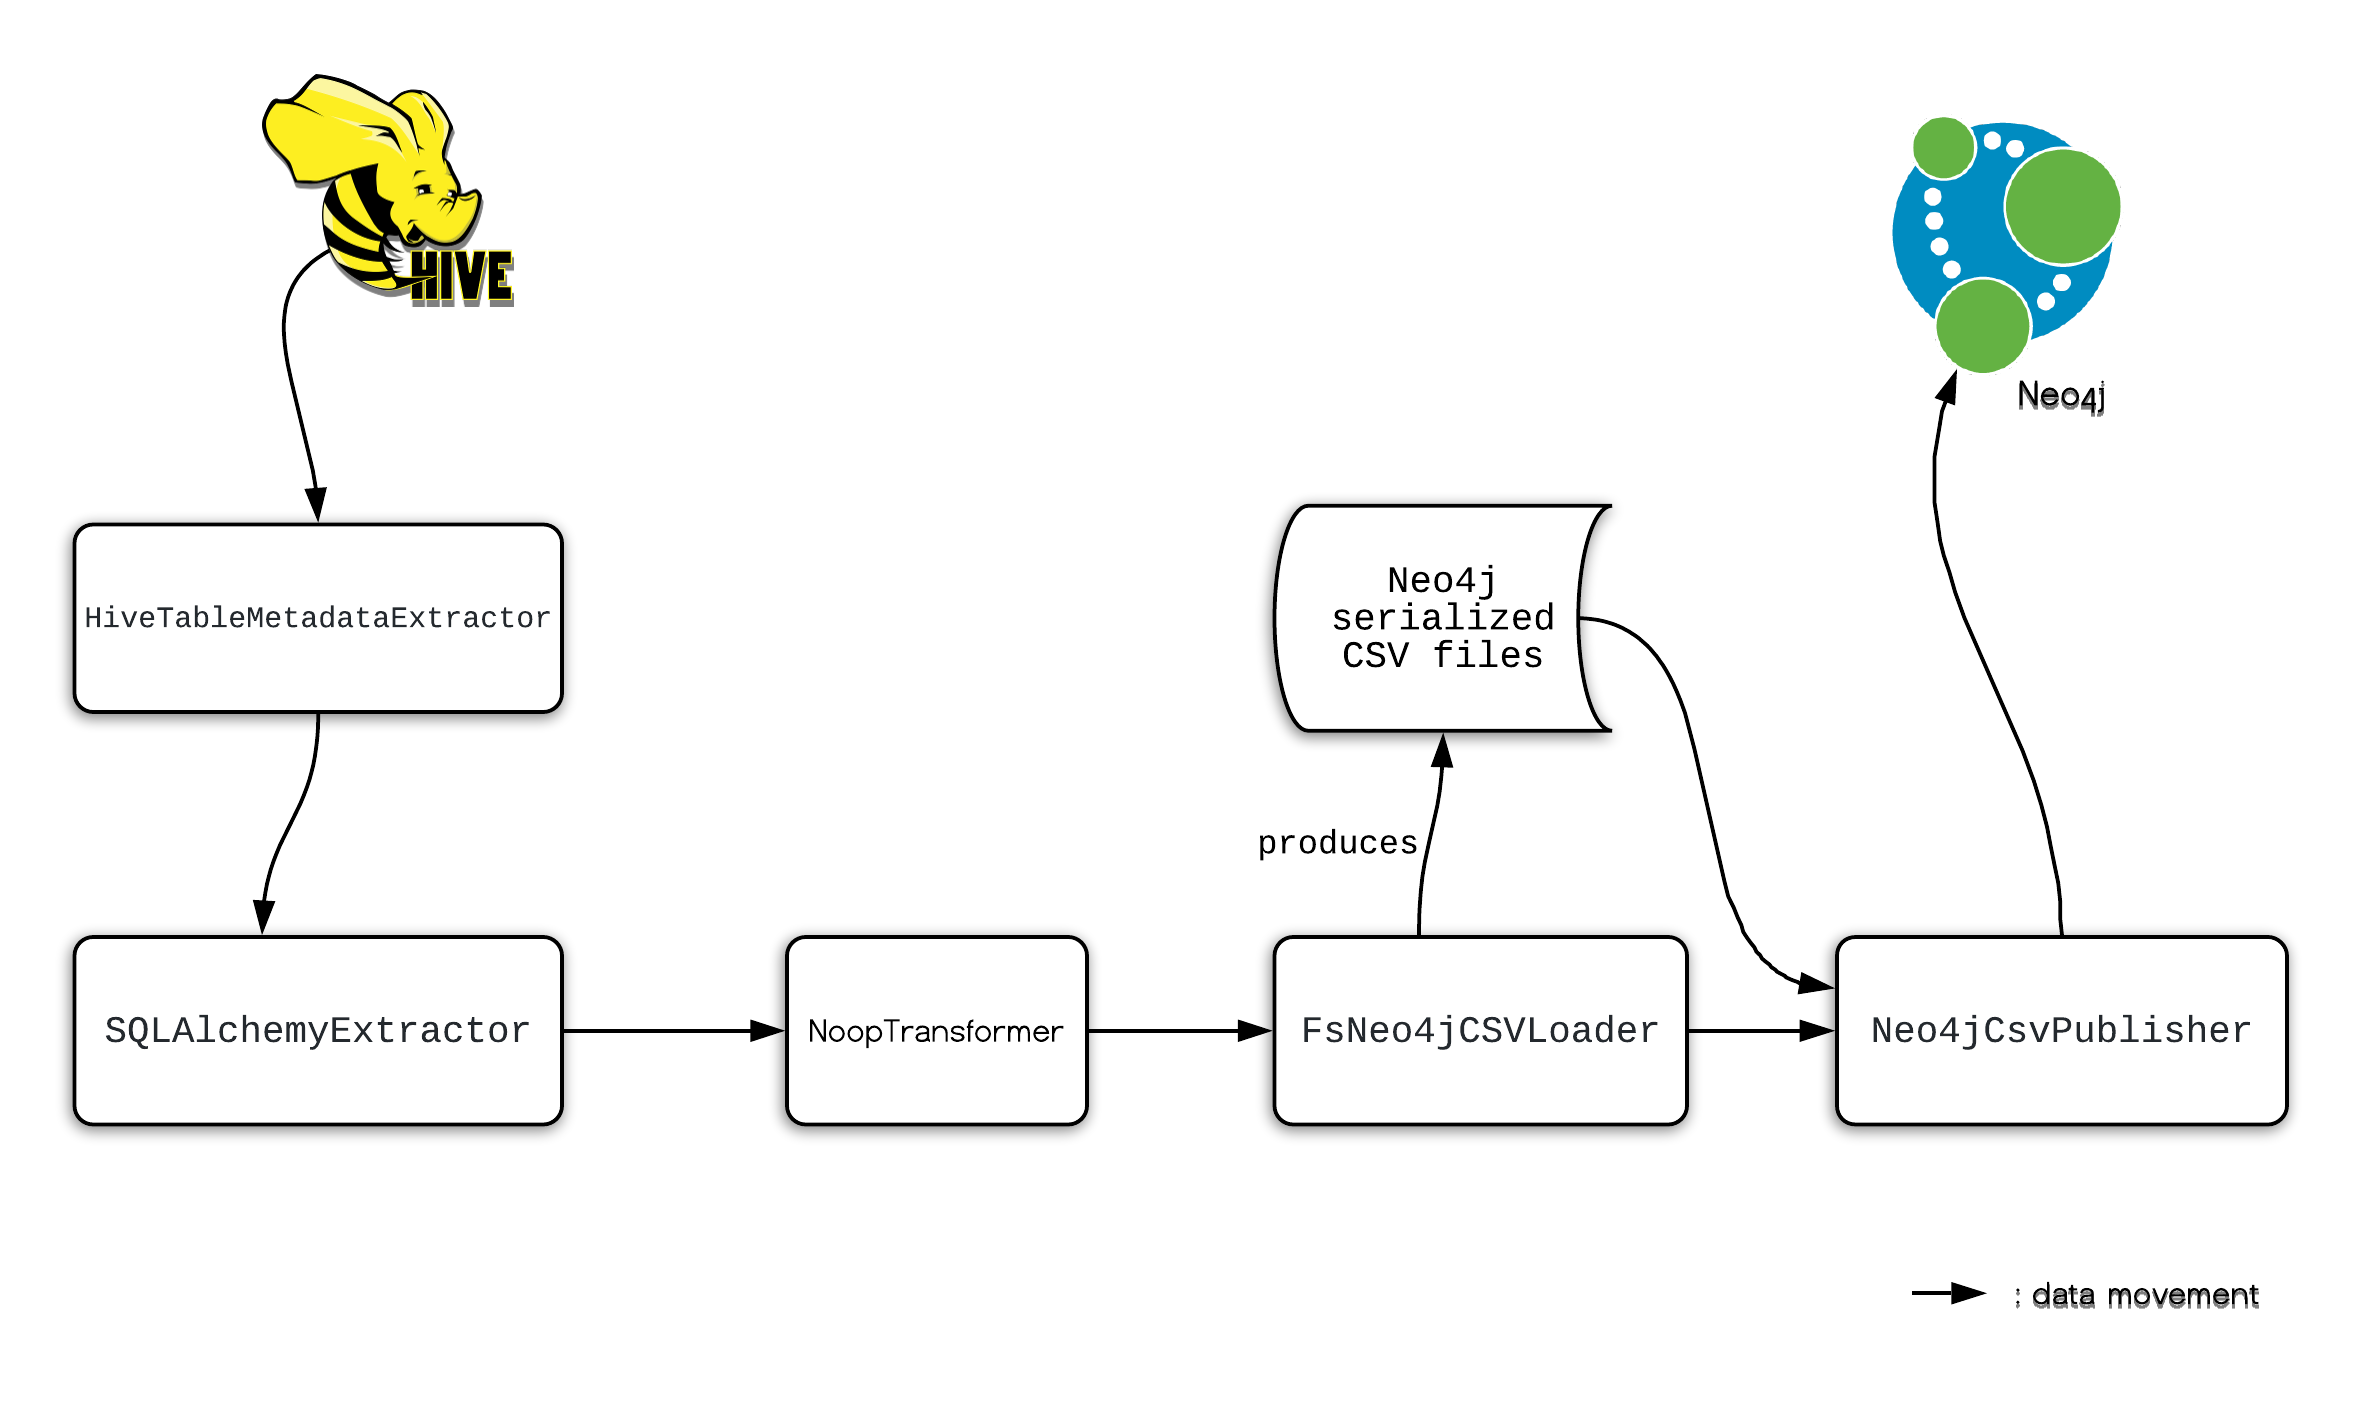 HIVE
Neo4j
HiveTableMetadataExtractor
Neo4j
serialized
CSV files
produces
SQLAlchemyExtractor
NoopTransformer
FsNeo4jCSVLoader
Neo4jCsvPublisher
: data movement